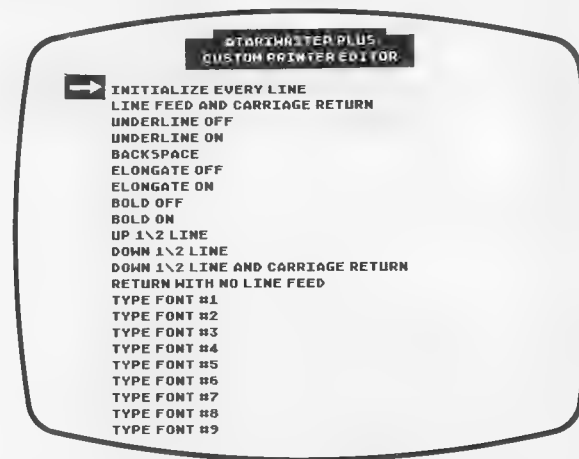 ATARIWRITER PLUS
CUSTOM PRINTER EDITOR
INITIALIZE EVERY LINE
LINE FEED AND CARRIAGE RETURN
UNDERLINE OFF
UNDERLINE ON
BACKSPACE
ELONGATE OFF
ELONGATE ON
BOLD OFF
BOLD ON
UP 1\2 LINE
DOWN 1\2 LINE
DOWN 1\2 LINE AND CARRIAGE RETURN
RETURN WITH NO LINE FEED
TYPE FONT #1
TYPE FONT #2
TYPE FONT #3
TYPE FONT #4
TYPE FONT #5
TYPE FONT #6
TYPE FONT #7
TYPE FONT #8
TYPE FONT #9